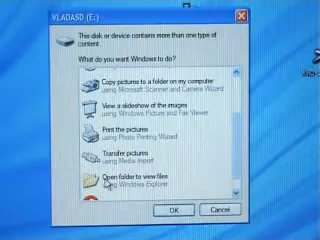 VLADASD (E:)
This disk or device contains more than one type of
content.
What do you want Windows to do?
Copy pictures to a folder on my computer
using Microsoft Scanner and Camera Wizard
View a slideshow of the images
using Windows Picture and Fax Viewer
Print the pictures
using Photo Printing Wizard
Transfer pictures
using Media Import
Open folder to view files
using Windows Explorer
OK
Cancel